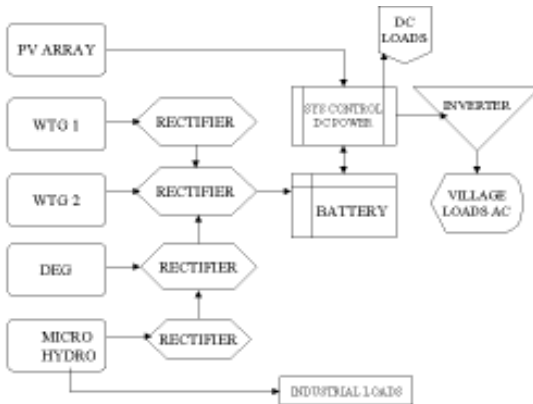 DC
LOADS
PV ARRAY
SYS CONTROL
DC POWER
INVERTER
WTG 1
RECTIFIER
WTG 2
RECTIFIER
BATTERY
VILLAGE
LOADS AC
DEG
RECTIFIER
MICRO
HYDRO
RECTIFIER
INDUSTRIAL LOADS